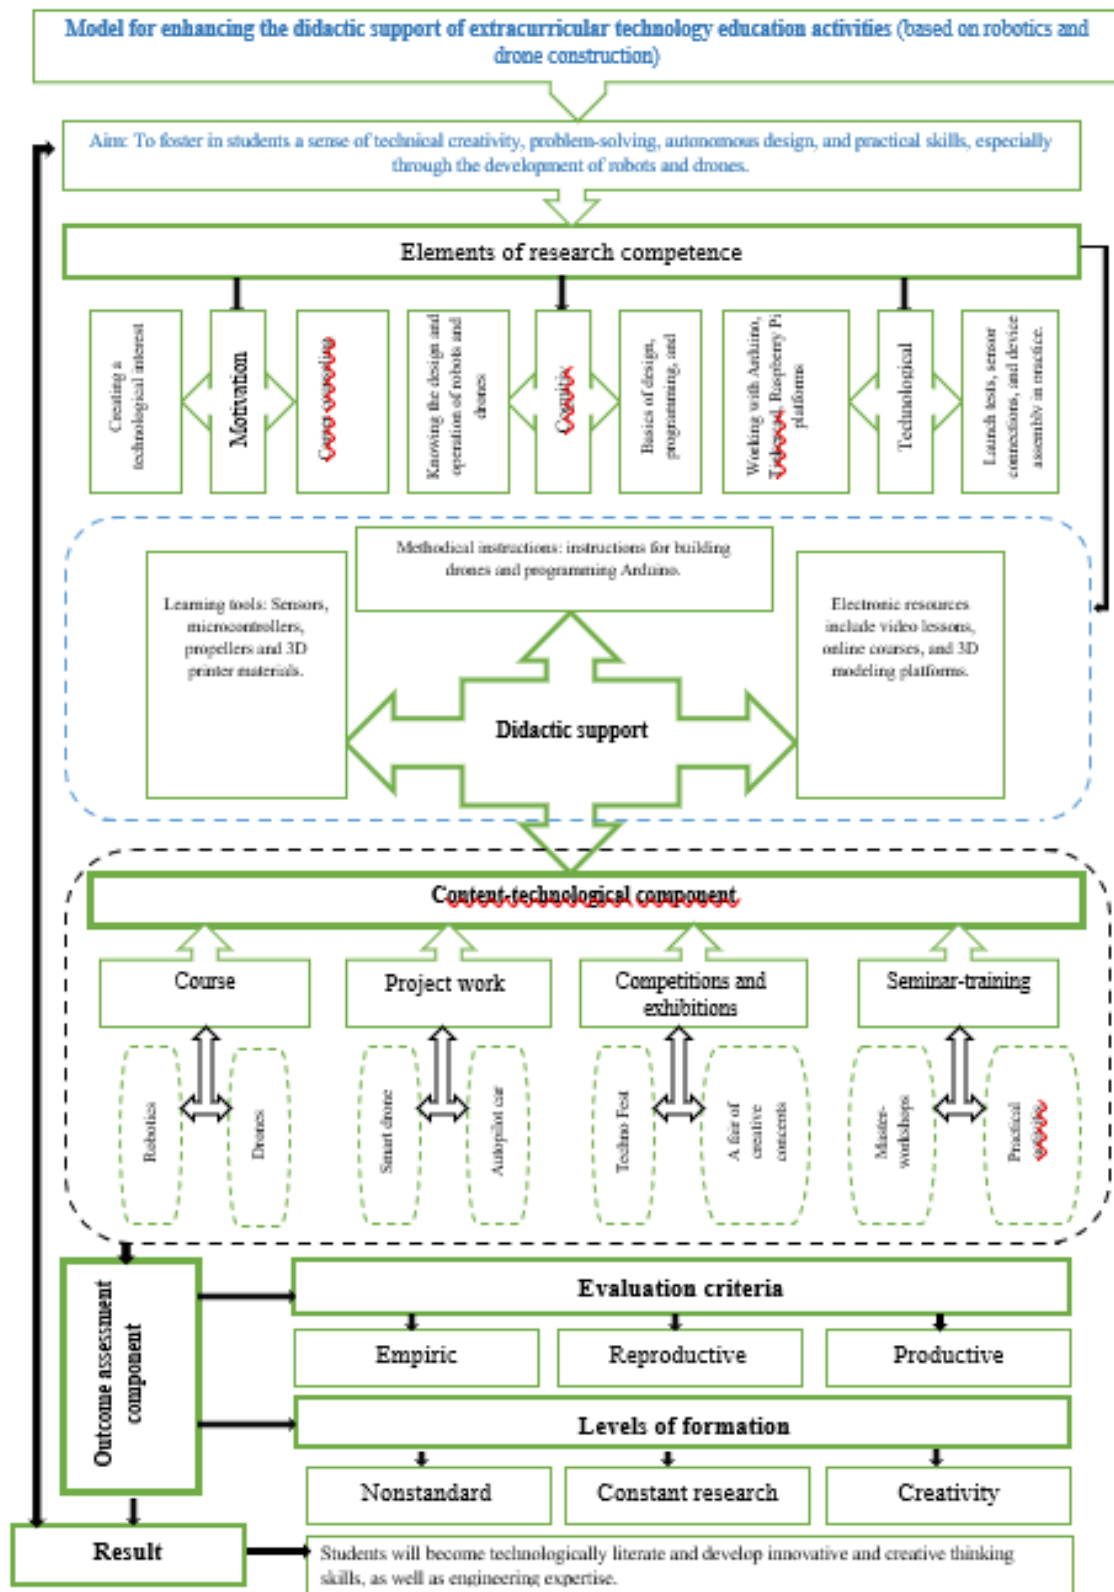 Model for enhancing the didactic support of extracurricular technology education activities (based on robotics and
drone construction)
Aim: To foster in students a sense of technical creativity, problem-solving, autonomous design, and practical skills, especially
through the development of robots and drones.
Elements of research competence
Creating a
technological interest
Motivation
Knowing the design and
operation of robots and
drones
Basics of design,
programming, and
Working with Arduino,
Raspberry Pi
platforms
Technological
Launch tests, sensor
connections, and device
assembly in practice.
Methodical instructions: instructions for building
drones and programming Arduino.
Learning tools: Sensors,
microcontrollers,
propellers and 3D
printer materials.
Electronic resources
include video lessons,
online courses, and 3D
modeling platforms.
Didactic support
Content-technological component
Course
Project work
Competitions and
exhibitions
Seminar-training
Robotics
Drones
Smart drone
Autopilot car
Techno Fest
A fair of
creative
concepts
Master-
workshops
Practical
Outcome assessment
component
Evaluation criteria
Empiric
Reproductive
Productive
Levels of formation
Nonstandard
Constant research
Creativity
Result
Students will become technologically literate and develop innovative and creative thinking
skills, as well as engineering expertise.